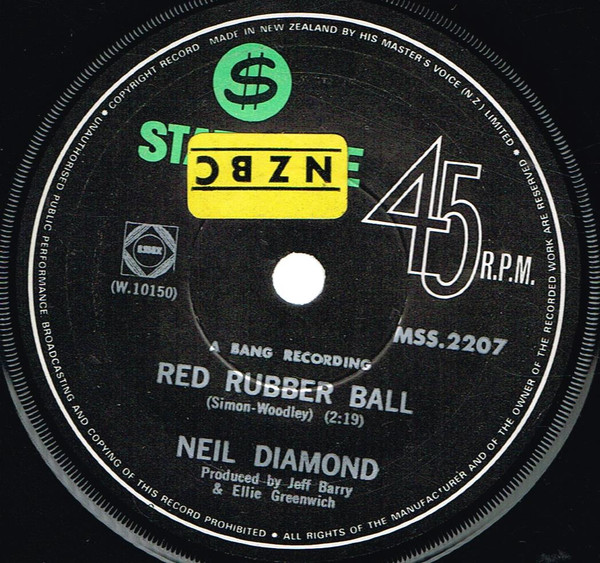 • COPYRIGHT RECORD MADE IN NEW ZEALAND BY HIS MASTER'S VOICE (N.Z.) LIMITED •
UNAUTHORISED PUBLIC PERFORMANCE, BROADCASTING AND COPYING OF THIS RECORD PROHIBITED • ALL RIGHTS OF THE MANUFACTURER AND OF THE OWNER OF THE RECORDED WORK ARE RESERVED •
$
NZBC
45 R.P.M.
(W.10150)
MSS.2207
A BANG RECORDING
RED RUBBER BALL
(Simon-Woodley) (2:19)
NEIL DIAMOND
Produced by Jeff Barry
& Ellie Greenwich